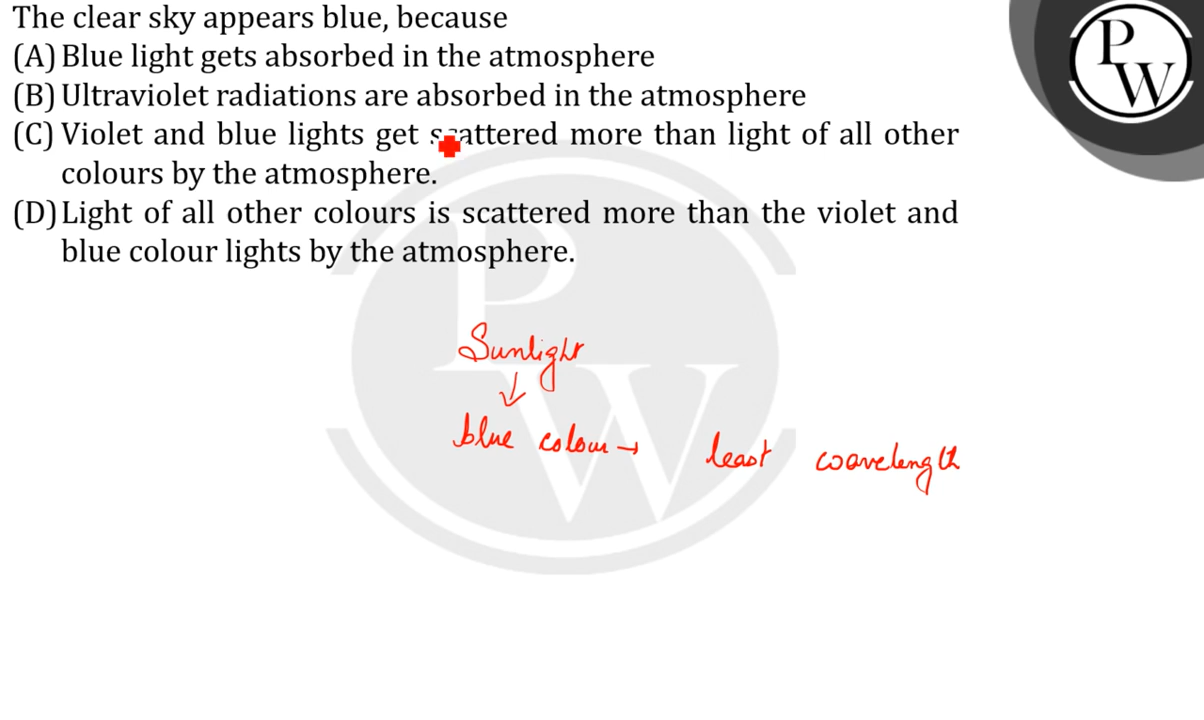 The clear sky appears blue, because
(A) Blue light gets absorbed in the atmosphere
(B) Ultraviolet radiations are absorbed in the atmosphere
(C) Violet and blue lights get scattered more than light of all other
colours by the atmosphere.
(D) Light of all other colours is scattered more than the violet and
blue colour lights by the atmosphere.
Sunlight
↓
blue colour → least wavelength
P
W
P
W